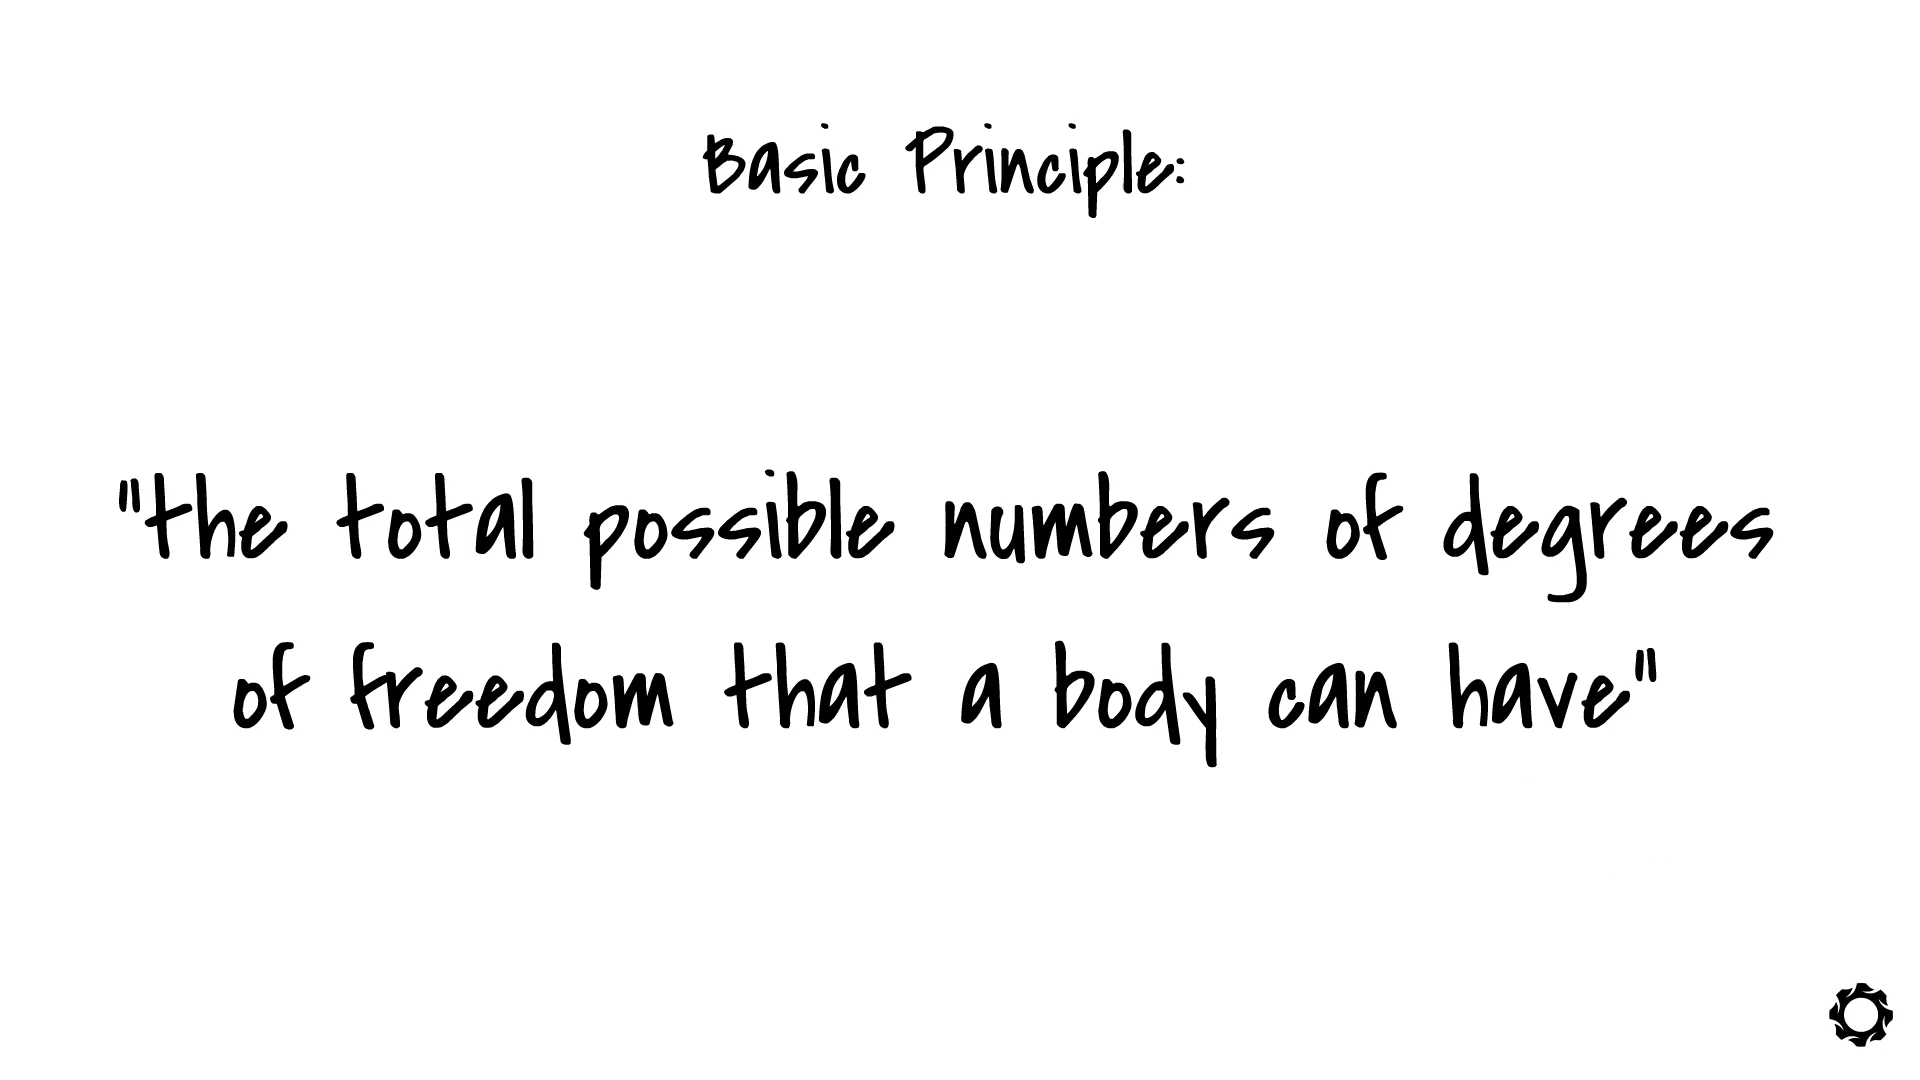 Basic Principle:
"the total possible numbers of degrees
of freedom that a body can have"